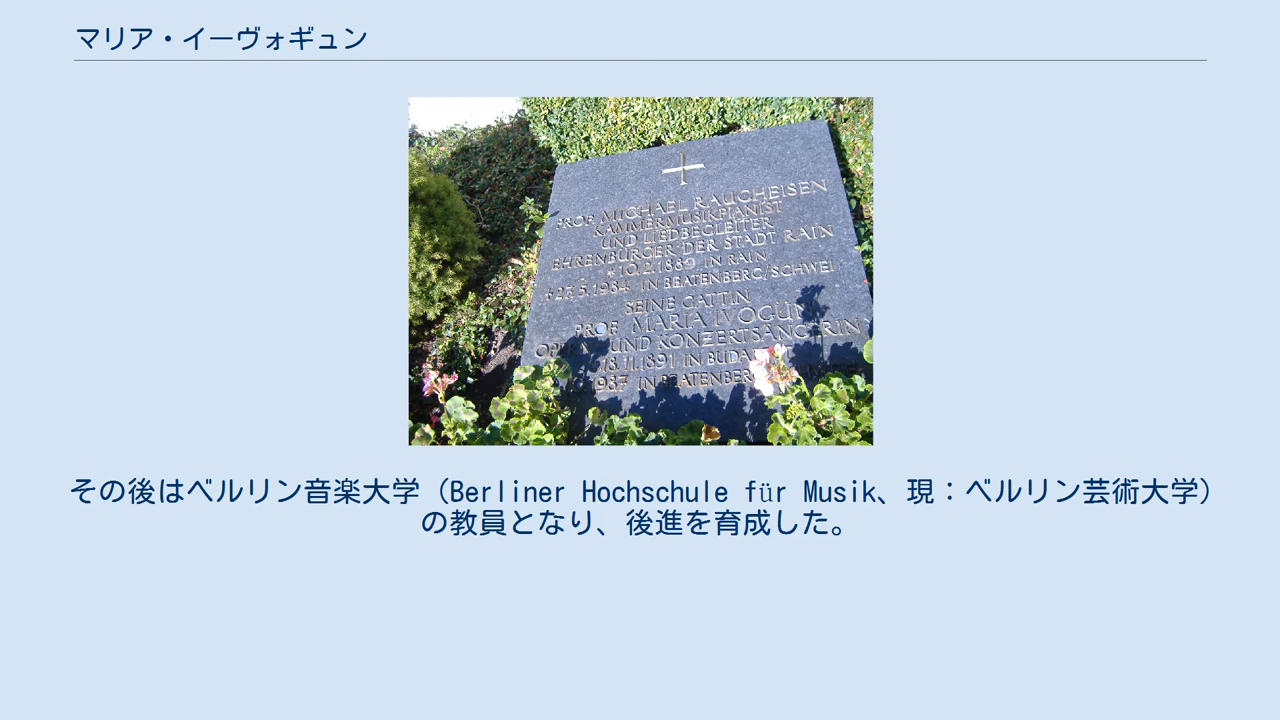 マリア・イーヴォギュン
PROF. MICHAEL RAUCHEISEN
KAMMERMUSIKPIANIST
UND LIEDBEGLEITER
EHRENBÜRGER DER STADT RAIN
*10.2.1889 IN RAIN
†27.5.1984 IN BEATENBERG/SCHWEI
SEINE GATTIN
PROF. MARIA IVOGÜN
UND KONZERTSÄNGERIN
18.11.1891 IN
1987 IN BEATENBERG
その後はベルリン音楽大学（Berliner Hochschule für Musik、現：ベルリン芸術大学）
の教員となり、後進を育成した。